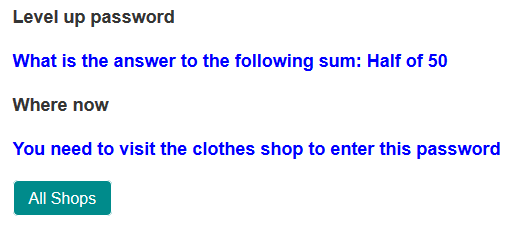 Level up password
What is the answer to the following sum: Half of 50
Where now
You need to visit the clothes shop to enter this password
All Shops